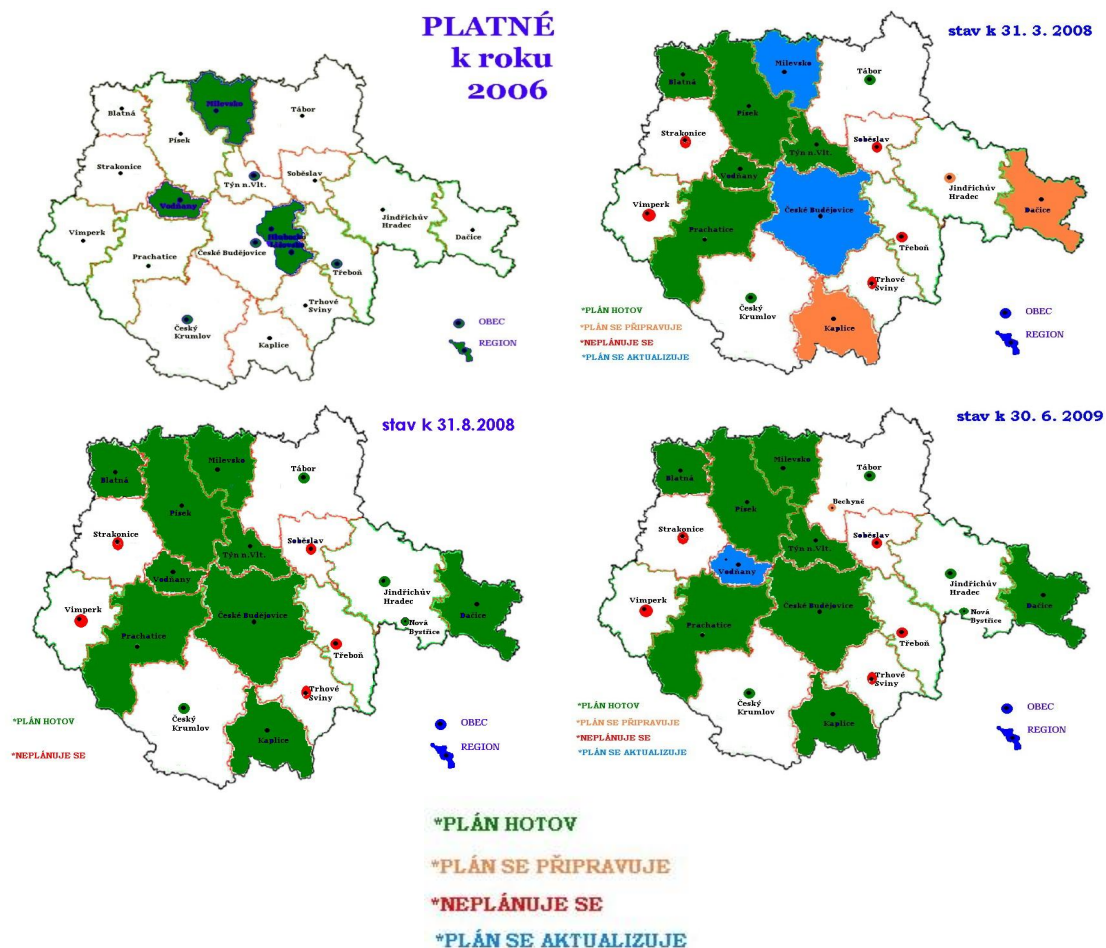 PLATNÉ
k roku
2006
Milevsko
Blatná
Tábor
Písek
Strakonice
Týn n.Vlt.
Soběslav
Vodňany
Jindřichův
Hradec
Vimperk
Dačice
České Budějovice
Prachatice
Třeboň
Trhové
Sviny
Český
Krumlov
Kaplice
OBEC
REGION
stav k 31. 3. 2008
Milevsko
Tábor
Blatná
Písek
Strakonice
Soběslav
Týn n.Vlt.
Vodňany
Jindřichův
Hradec
Dačice
Vimperk
České Budějovice
Prachatice
Třeboň
Trhové
Sviny
Český
Krumlov
Kaplice
*PLÁN HOTOV
*PLÁN SE PŘIPRAVUJE
*NEPLÁNUJE SE
*PLÁN SE AKTUALIZUJE
OBEC
REGION
stav k 31.8.2008
Milevsko
Tábor
Blatná
Písek
Strakonice
Soběslav
Týn n.Vlt.
Vodňany
Jindřichův
Hradec
Dačice
Vimperk
České Budějovice
Nová
Bystřice
Prachatice
Třeboň
Trhové
Sviny
Český
Krumlov
Kaplice
*PLÁN HOTOV
*NEPLÁNUJE SE
OBEC
REGION
stav k 30. 6. 2009
Milevsko
Tábor
Blatná
Bechyně
Písek
Strakonice
Soběslav
Týn n.Vlt.
Vodňany
Jindřichův
Hradec
Dačice
Vimperk
České Budějovice
Nová
Bystřice
Prachatice
Třeboň
Trhové
Sviny
Český
Krumlov
Kaplice
*PLÁN HOTOV
*PLÁN SE PŘIPRAVUJE
*NEPLÁNUJE SE
*PLÁN SE AKTUALIZUJE
OBEC
REGION
*PLÁN HOTOV
*PLÁN SE PŘIPRAVUJE
*NEPLÁNUJE SE
*PLÁN SE AKTUALIZUJE